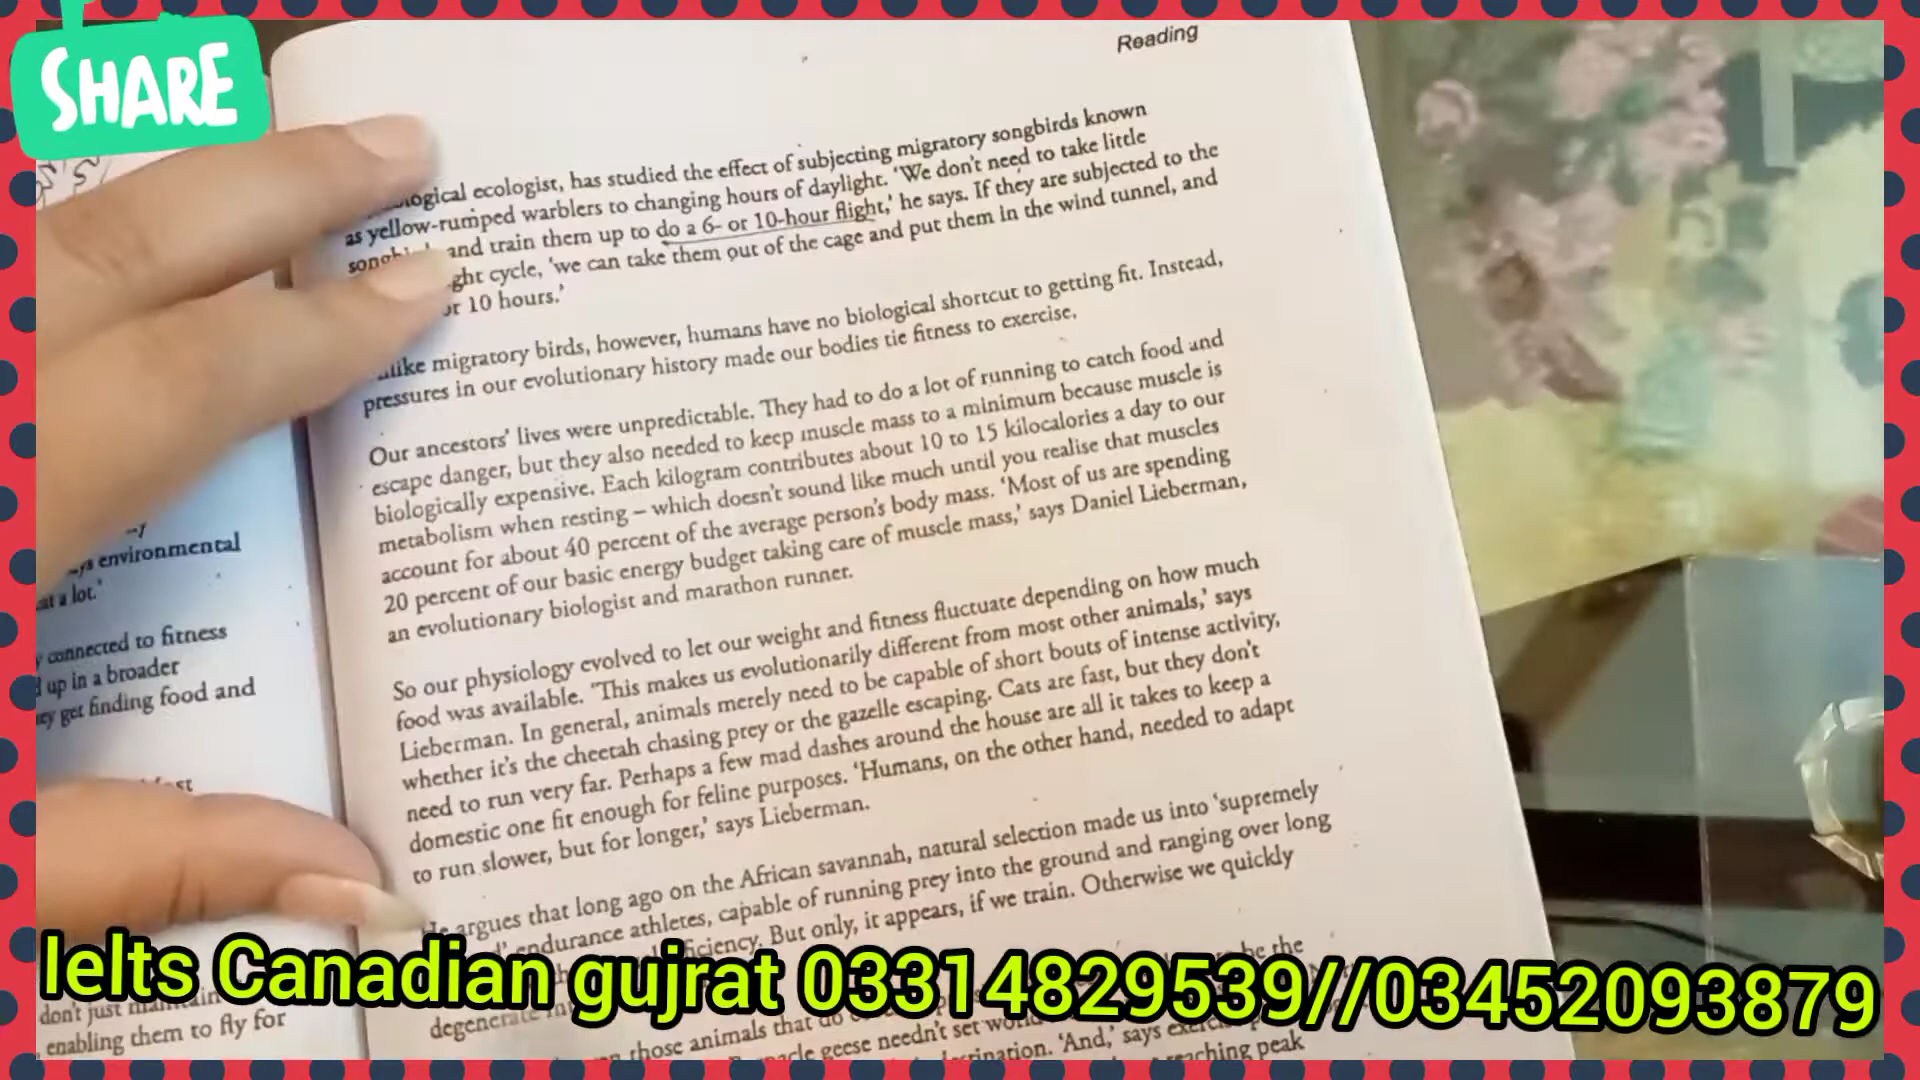 SHARE
Reading
ecologist, has studied the effect of subjecting migratory songbirds known
as yellow-rumped warblers to changing hours of daylight. 'We don't need to take little
and train them up to do a 6- or 10-hour flight,' he says. If they are subjected to the
cycle, 'we can take them out of the cage and put them in the wind tunnel, and
10 hours.'
migratory birds, however, humans have no biological shortcut to getting fit. Instead,
pressures in our evolutionary history made our bodies tie fitness to exercise.
Our ancestors' lives were unpredictable. They had to do a lot of running to catch food and
escape danger, but they also needed to keep muscle mass to a minimum because muscle is
biologically expensive. Each kilogram contributes about 10 to 15 kilocalories a day to our
metabolism when resting – which doesn't sound like much until you realise that muscles
account for about 40 percent of the average person's body mass. 'Most of us are spending
20 percent of our basic energy budget taking care of muscle mass,' says Daniel Lieberman,
an evolutionary biologist and marathon runner.
So our physiology evolved to let our weight and fitness fluctuate depending on how much
food was available. 'This makes us evolutionarily different from most other animals,' says
Lieberman. In general, animals merely need to be capable of short bouts of intense activity,
whether it's the cheetah chasing prey or the gazelle escaping. Cats are fast, but they don't
need to run very far. Perhaps a few mad dashes around the house are all it takes to keep a
domestic one fit enough for feline purposes. 'Humans, on the other hand, needed to adapt
to run slower, but for longer,' says Lieberman.
argues that long ago on the African savannah, natural selection made us into 'supremely
endurance athletes, capable of running prey into the ground and ranging over long
But only, it appears, if we train. Otherwise we quickly
degenerate
be the
those animals that do
geese needn't set
'And,' says
peak
environmental
a lot.'
connected to fitness
up in a broader
get finding food and
don't just maintain
enabling them to fly for
Ielts Canadian gujrat 03314829539//03452093879